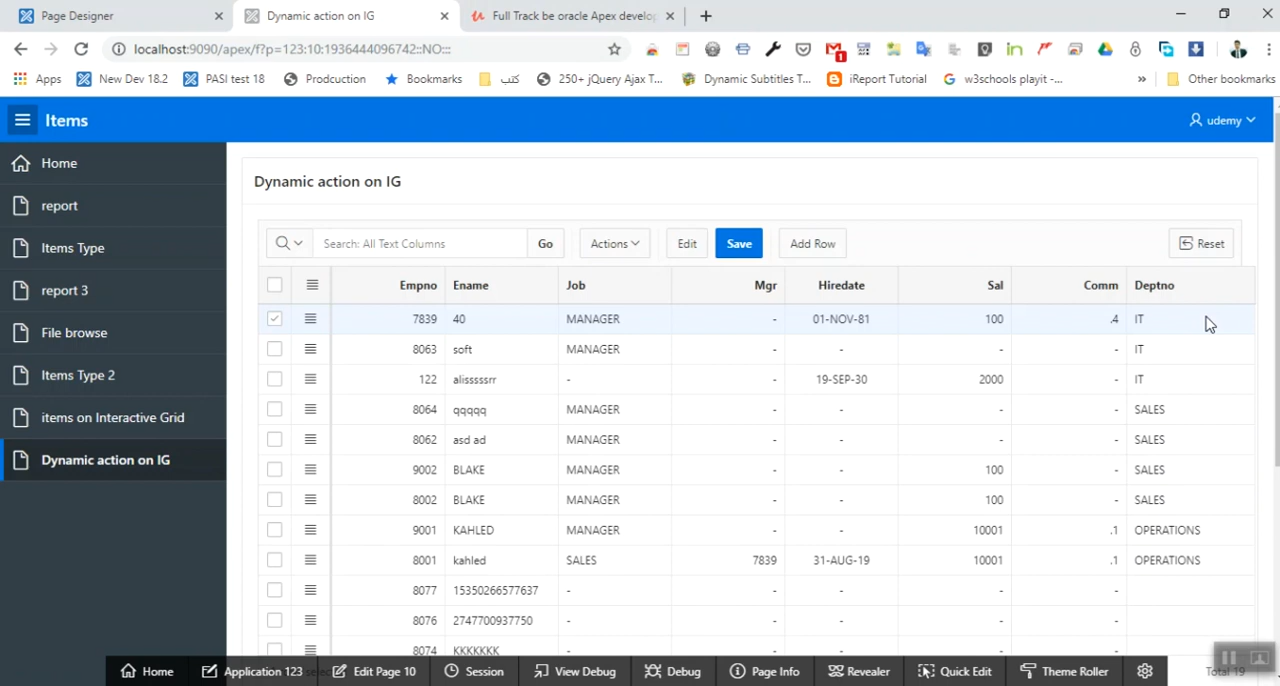 Page Designer
Dynamic action on IG
Full Track be oracle Apex develop
localhost:9090/apex/f?p=123:10:1936444096742::NO:::
1
Apps
New Dev 18.2
PASI test 18
Prodcuction
Bookmarks
كتب
250+ jQuery Ajax T...
Dynamic Subtitles T...
iReport Tutorial
w3schools playit -...
»
Other bookmarks
Items
udemy
Home
report
Items Type
report 3
File browse
Items Type 2
items on Interactive Grid
Dynamic action on IG
Dynamic action on IG
Search: All Text Columns
Go
Actions
Edit
Save
Add Row
Reset
Empno Ename Job Mgr Hiredate Sal Comm Deptno
7839 40 MANAGER - 01-NOV-81 100 .4 IT
8063 soft MANAGER - - - - IT
122 alisssssrr - - 19-SEP-30 2000 - IT
8064 qqqqq MANAGER - - - - SALES
8062 asd ad MANAGER - - - - SALES
9002 BLAKE MANAGER - - 100 - SALES
8002 BLAKE MANAGER - - 100 - SALES
9001 KAHLED MANAGER - - 10001 .1 OPERATIONS
8001 kahled SALES 7839 31-AUG-19 10001 .1 OPERATIONS
8077 15350266577637 - - - - -
8076 2747700937750 - - - - -
8074 KKKKKKK - - - - -
Home
Application 123
Edit Page 10
Session
View Debug
Debug
Page Info
Revealer
Quick Edit
Theme Roller
Total 19